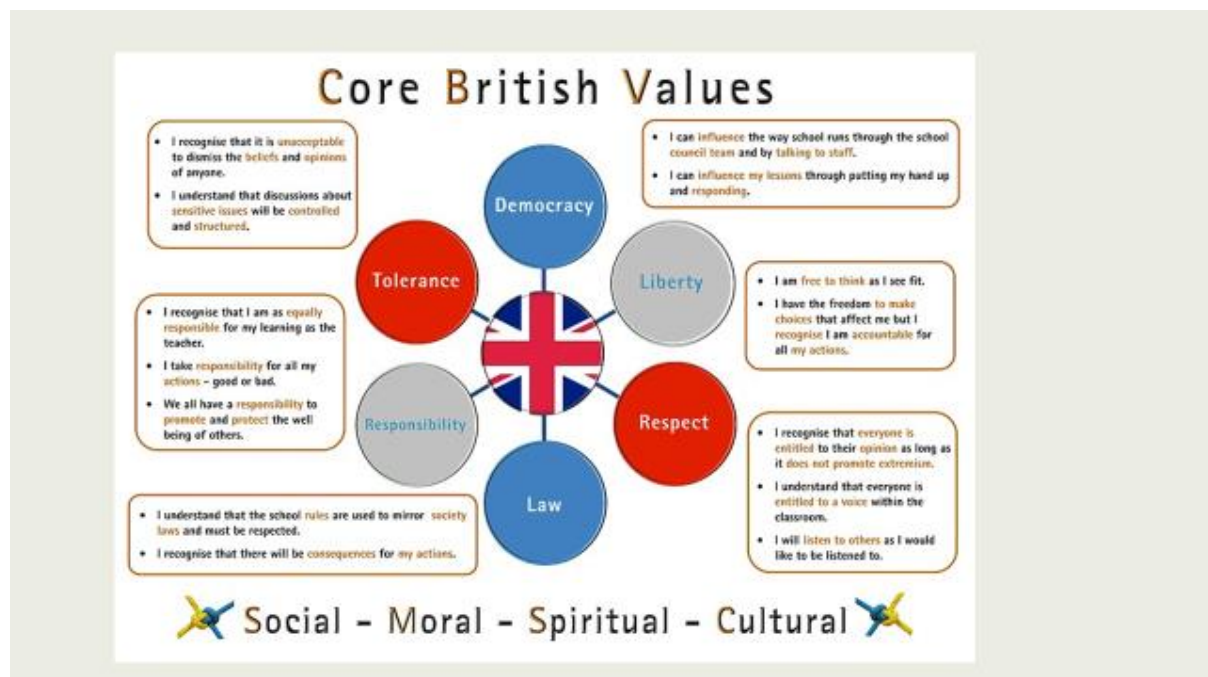 Core British Values
• I recognise that it is unacceptable
to dismiss the beliefs and opinions
of anyone.
• I understand that discussions about
sensitive issues will be controlled
and structured.
• I can influence the way school runs through the school
council team and by talking to staff.
• I can influence my lessons through putting my hand up
and responding.
Democracy
Tolerance
Liberty
• I am free to think as I see fit.
• I have the freedom to make
choices that affect me but I
recognise I am accountable for
all my actions.
• I recognise that I am as equally
responsible for my learning as the
teacher.
• I take responsibility for all my
actions – good or bad.
• We all have a responsibility to
promote and protect the well
being of others.
Responsibility
Respect
• I recognise that everyone is
entitled to their opinion as long as
it does not promote extremism.
• I understand that everyone is
entitled to a voice within the
classroom.
• I will listen to others as I would
like to be listened to.
Law
• I understand that the school rules are used to mirror society
laws and must be respected.
• I recognise that there will be consequences for my actions.
Social – Moral – Spiritual – Cultural